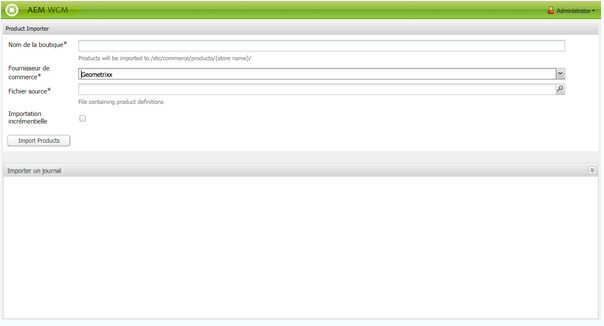 AEM WCM
Administrator
Product Importer
Nom de la boutique*
Products will be imported to /etc/commerce/products/{store name}/
Fournisseur de
commerce*
Geometrixx
Fichier source*
File containing product definitions
Importation
incrémentielle
Import Products
Importer un journal